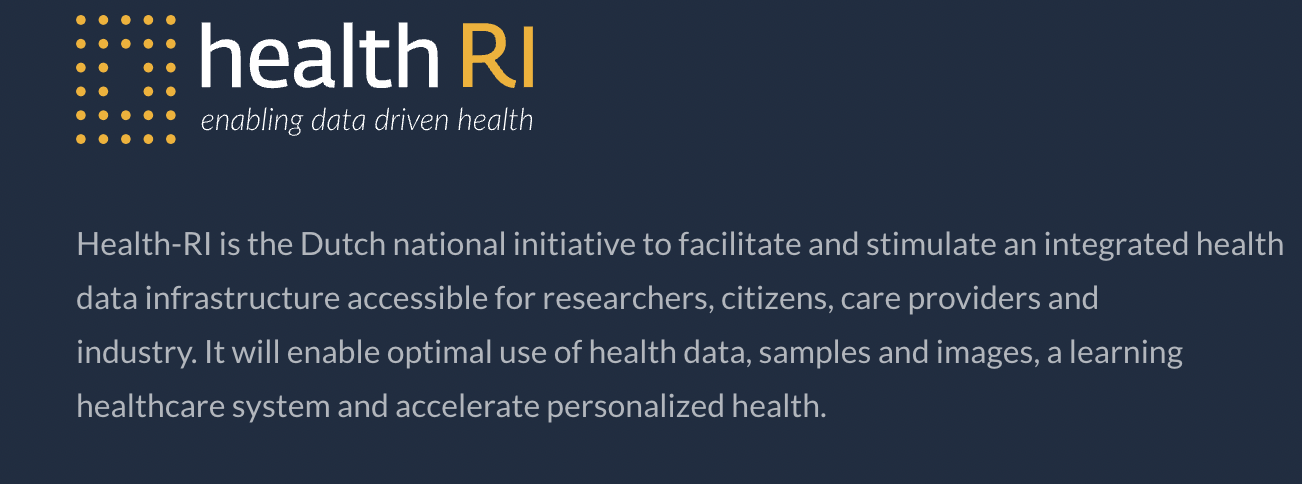 health RI
enabling data driven health
Health-RI is the Dutch national initiative to facilitate and stimulate an integrated health
data infrastructure accessible for researchers, citizens, care providers and
industry. It will enable optimal use of health data, samples and images, a learning
healthcare system and accelerate personalized health.